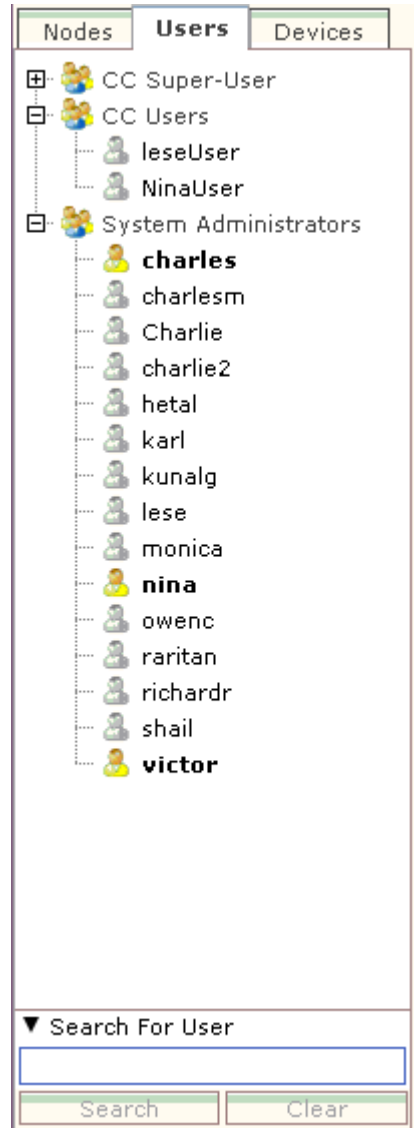 Nodes Users Devices
CC Super-User
CC Users
leseUser
NinaUser
System Administrators
charles
charlesm
Charlie
charlie2
hetal
karl
kunalg
lese
monica
nina
owenc
raritan
richardr
shail
victor
▼ Search For User
Search Clear